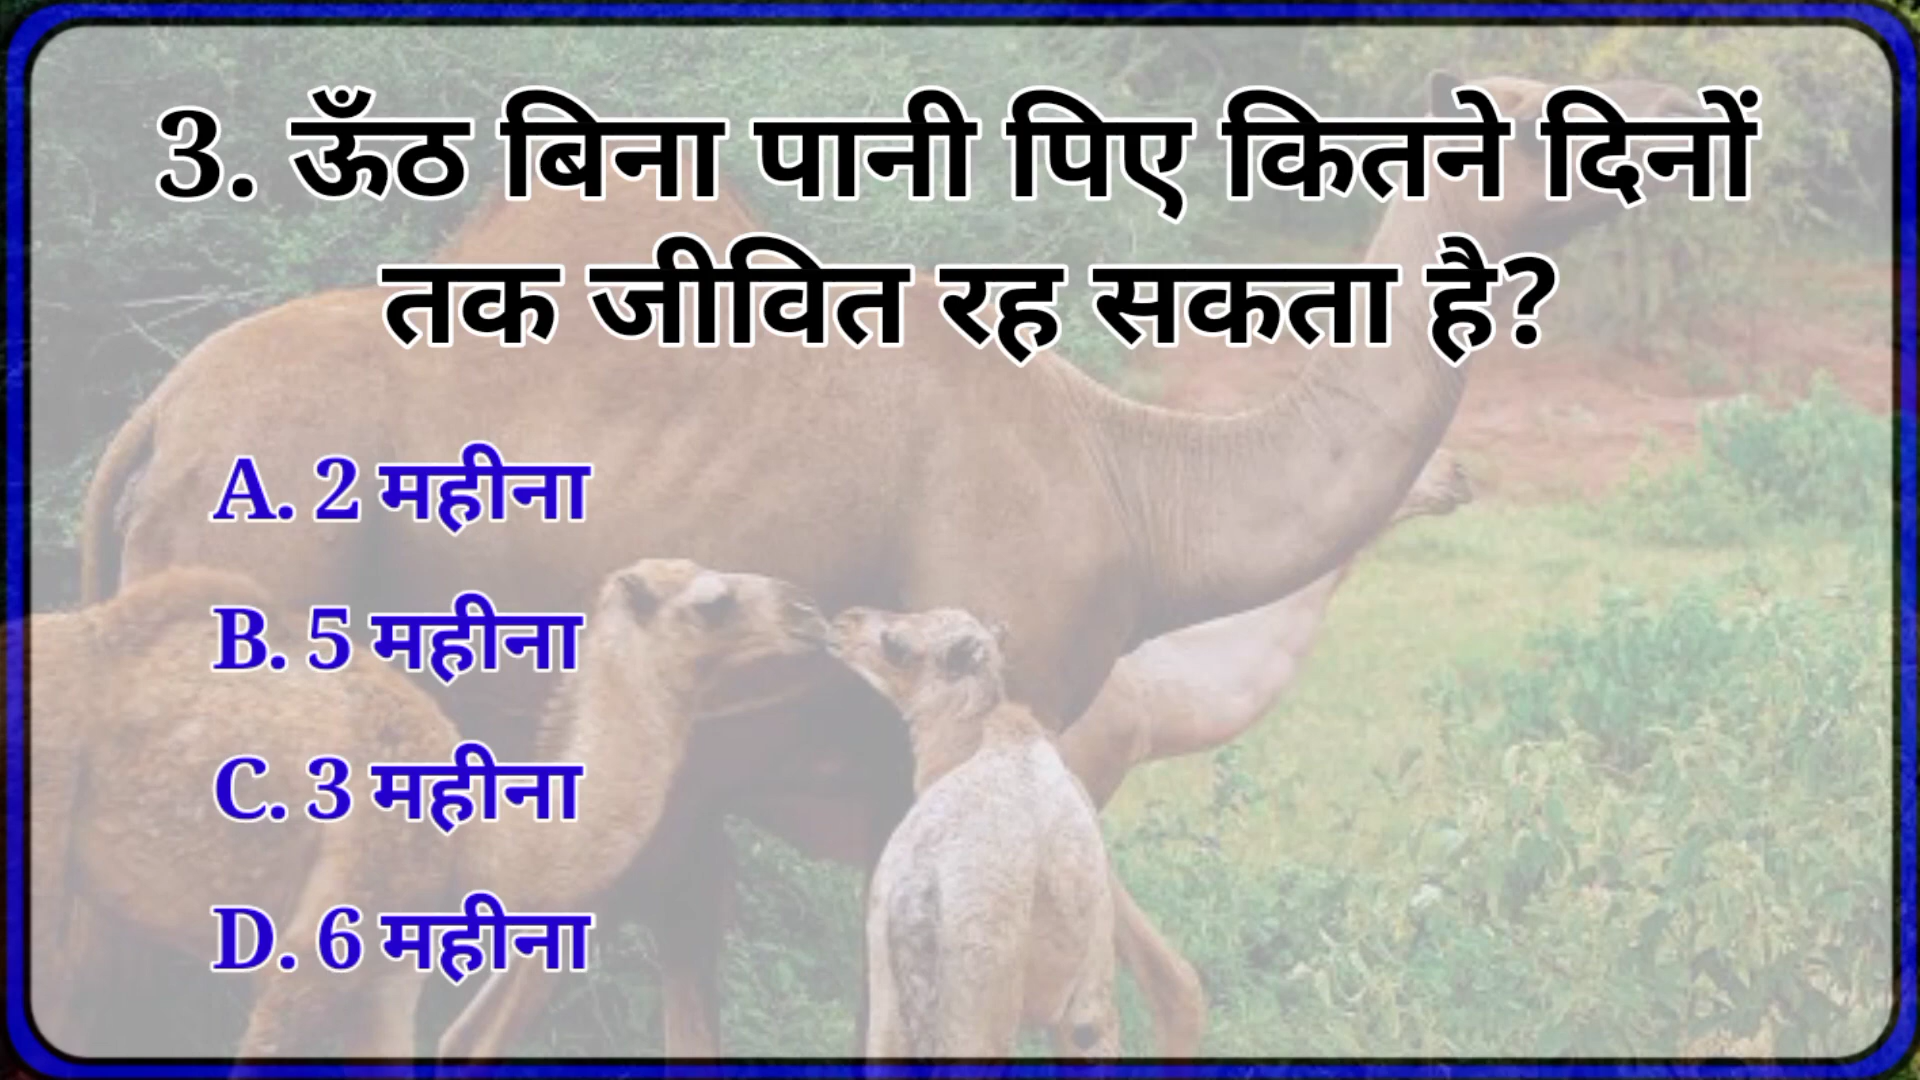 3. ऊँठ बिना पानी पिए कितने दिनों
तक जीवित रह सकता है?
A. 2 महीना
B. 5 महीना
C. 3 महीना
D. 6 महीना